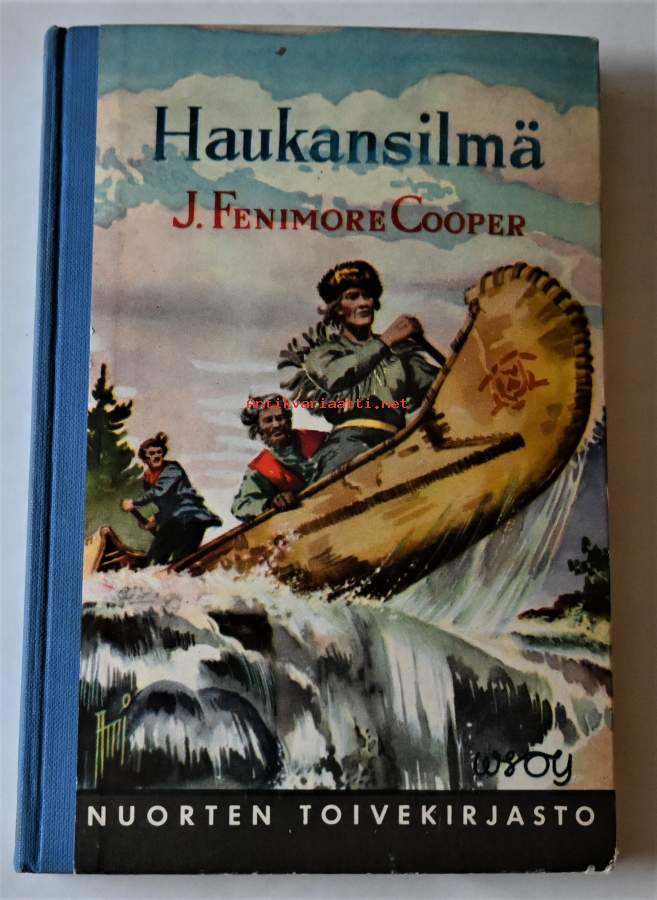 Haukansilmä
J. FENIMORE COOPER
antikvariaatti.net
WSOY
NUORTEN TOIVEKIRJASTO